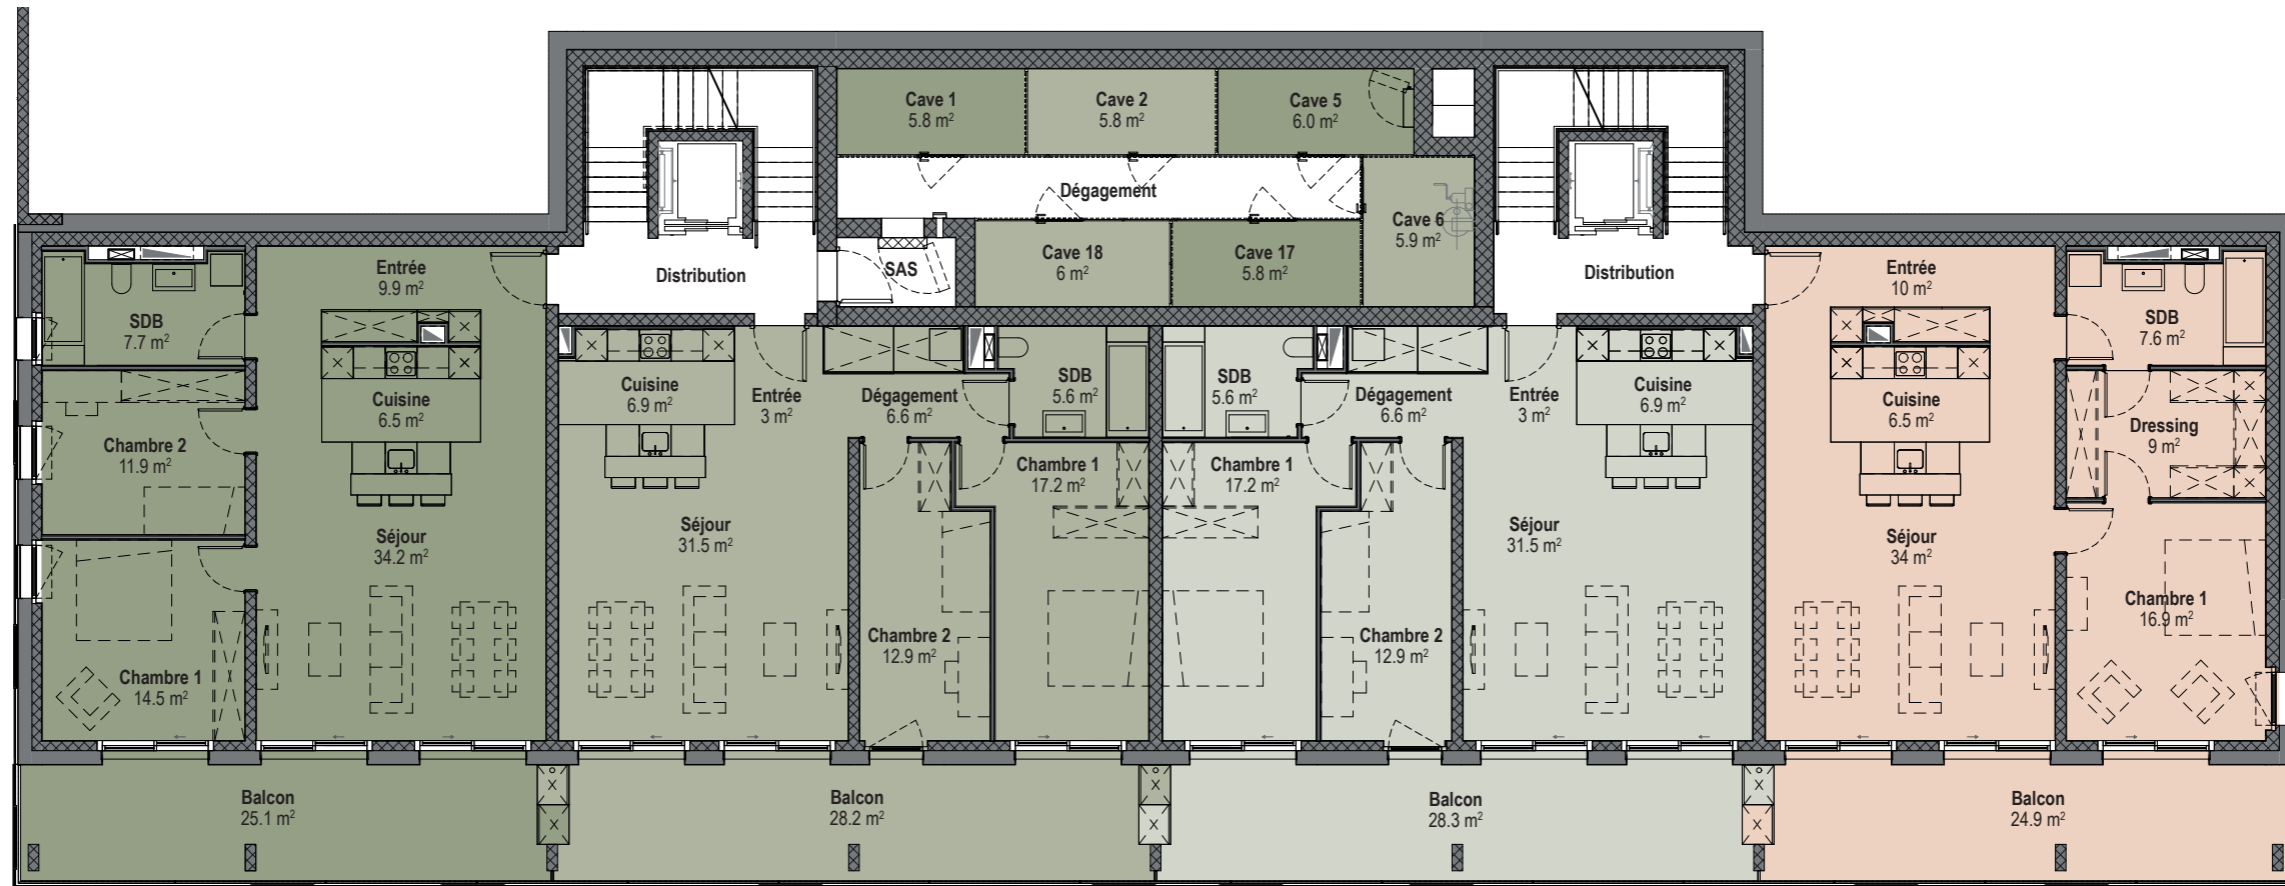 Cave 1
5.8 m²
Cave 2
5.8 m²
Cave 5
6.0 m²
Dégagement
Cave 6
5.9 m²
Cave 18
6 m²
Cave 17
5.8 m²
SAS
Distribution
Distribution
Entrée
9.9 m²
SDB
7.7 m²
Cuisine
6.5 m²
Chambre 2
11.9 m²
Séjour
34.2 m²
Chambre 1
14.5 m²
Balcon
25.1 m²
Cuisine
6.9 m²
Entrée
3 m²
Dégagement
6.6 m²
SDB
5.6 m²
Chambre 1
17.2 m²
Séjour
31.5 m²
Chambre 2
12.9 m²
Balcon
28.2 m²
SDB
5.6 m²
Dégagement
6.6 m²
Entrée
3 m²
Cuisine
6.9 m²
Chambre 1
17.2 m²
Séjour
31.5 m²
Chambre 2
12.9 m²
Balcon
28.3 m²
Entrée
10 m²
SDB
7.6 m²
Cuisine
6.5 m²
Dressing
9 m²
Séjour
34 m²
Chambre 1
16.9 m²
Balcon
24.9 m²